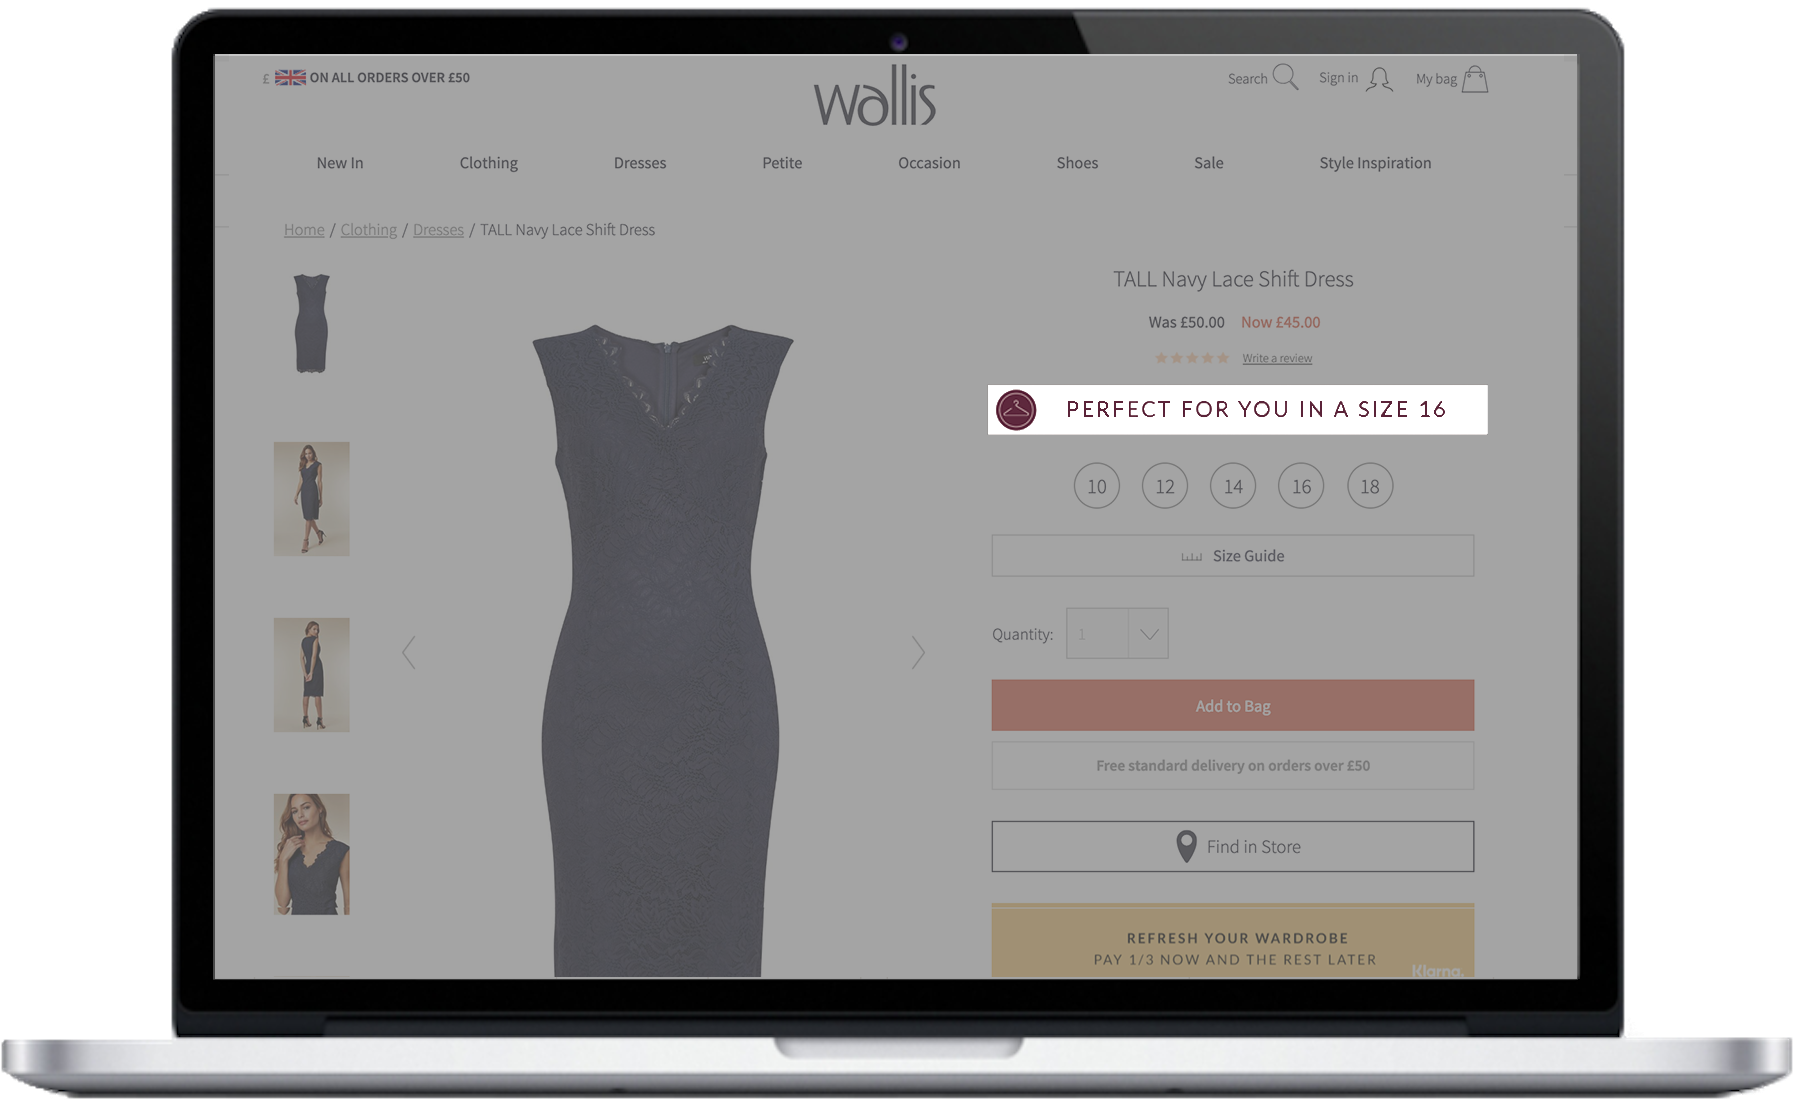 £ ON ALL ORDERS OVER £50
wallis
Search
Sign in
My bag
New In
Clothing
Dresses
Petite
Occasion
Shoes
Sale
Style Inspiration
Home / Clothing / Dresses / TALL Navy Lace Shift Dress
TALL Navy Lace Shift Dress
Was £50.00 Now £45.00
Write a review
PERFECT FOR YOU IN A SIZE 16
10 12 14 16 18
Size Guide
Quantity: 1
Add to Bag
Free standard delivery on orders over £50
Find in Store
REFRESH YOUR WARDROBE
PAY 1/3 NOW AND THE REST LATER
Klarna.